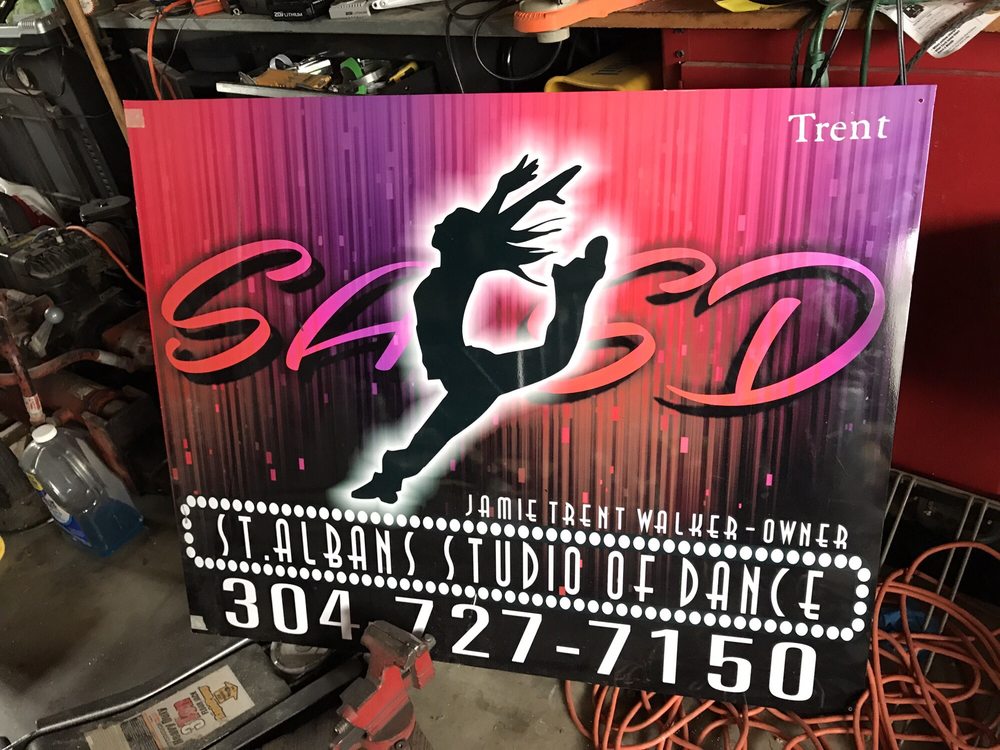 Trent
SASD
JAMIE TRENT WALKER-OWNER
ST.ALBANS STUDIO OF DANCE
304 727-7150